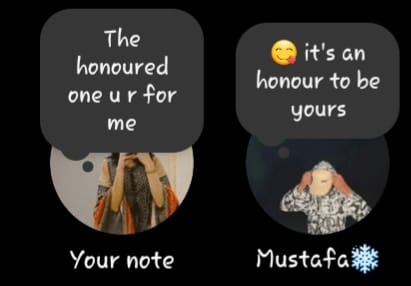 The
honoured
one u r for
me
😋 it's an
honour to be
yours
Your note
Mustafa❄️